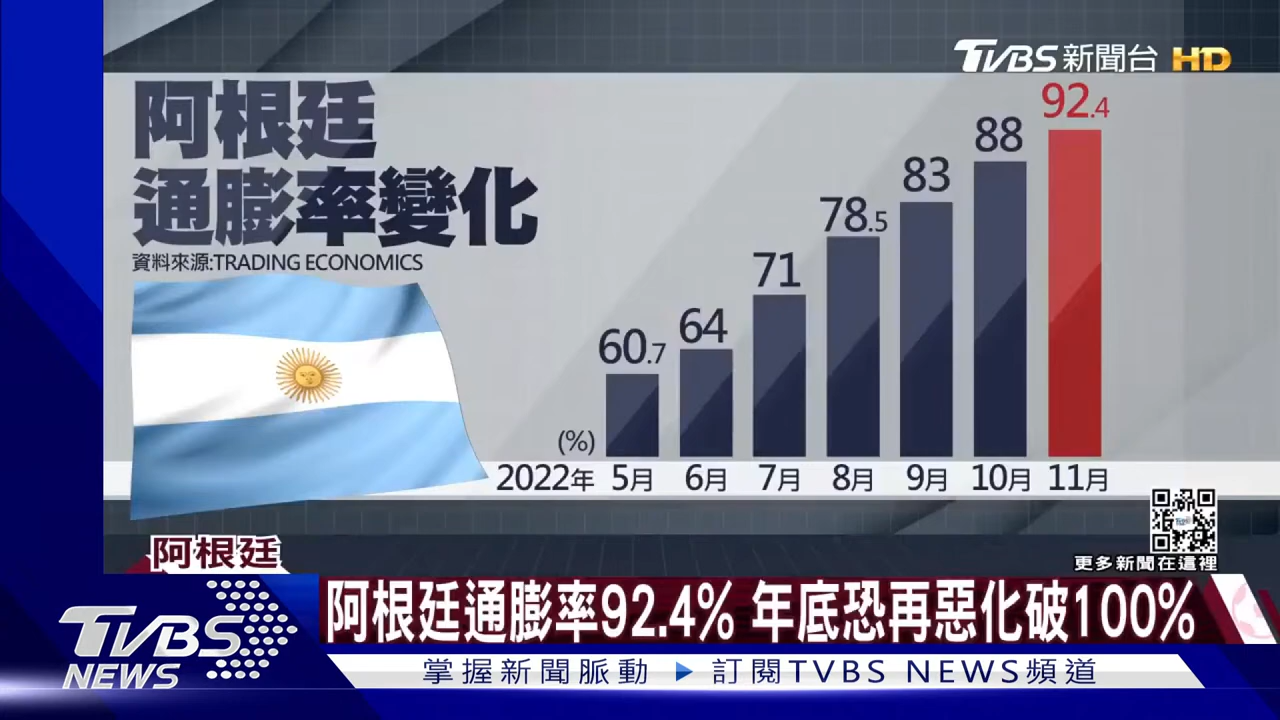 TVBS新聞台 HD
阿根廷
通膨率變化
資料來源:TRADING ECONOMICS
60.7
64
71
78.5
83
88
92.4
(%)
2022年 5月 6月 7月 8月 9月 10月 11月
更多新聞在這裡
阿根廷
阿根廷通膨率92.4% 年底恐再惡化破100%
TVBS
NEWS
掌握新聞脈動 ▶ 訂閱TVBS NEWS頻道